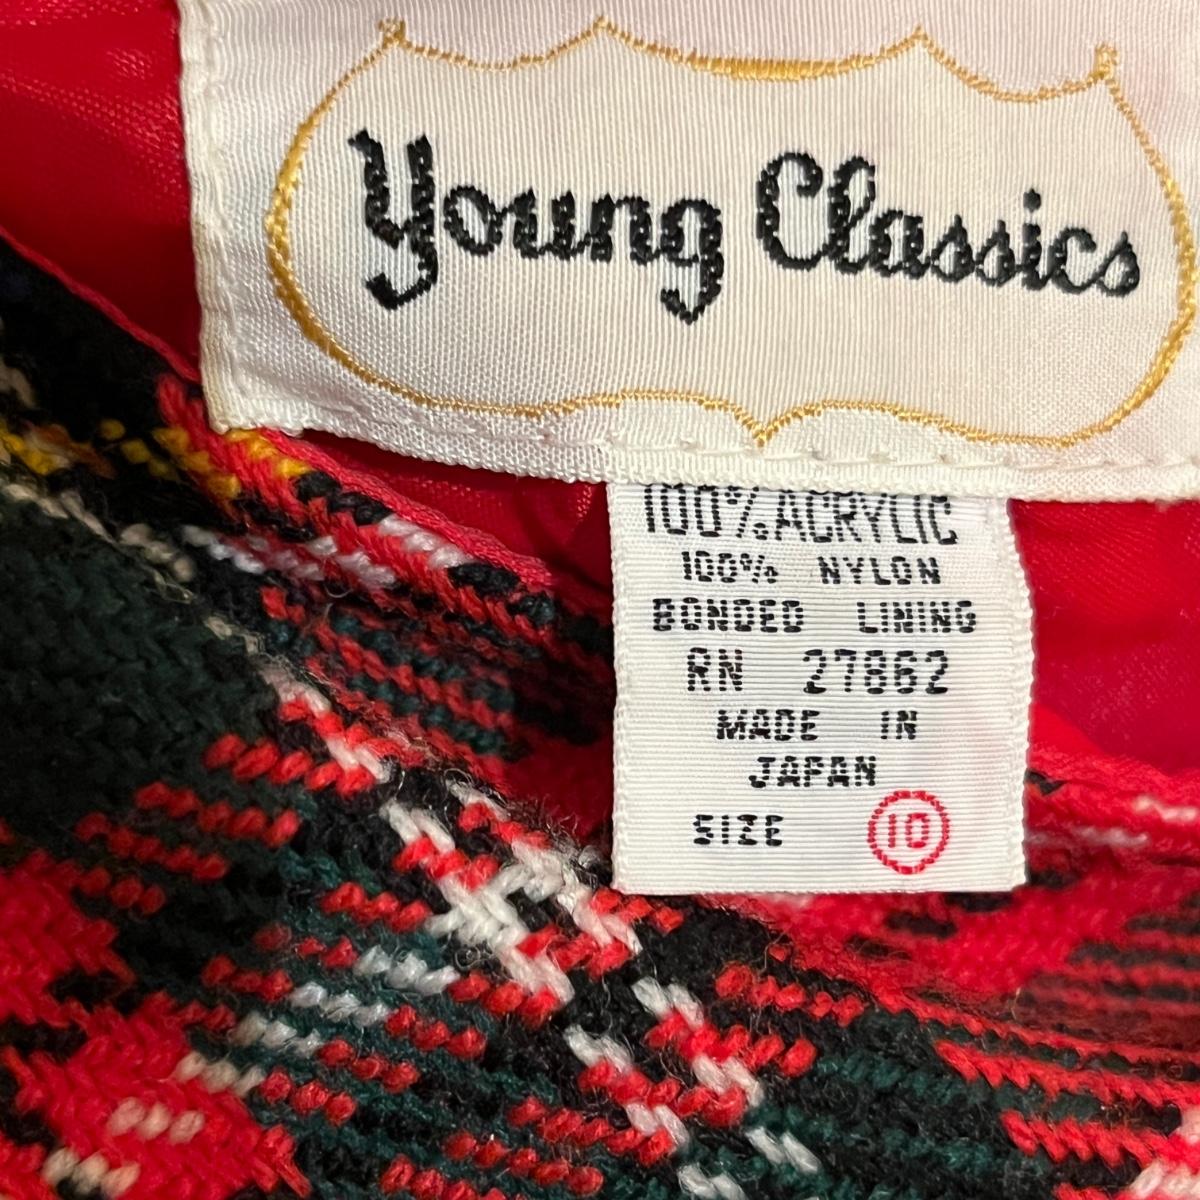 Young Classics
100% ACRYLIC
100% NYLON
BONDED LINING
RN 27862
MADE IN
JAPAN
SIZE 10